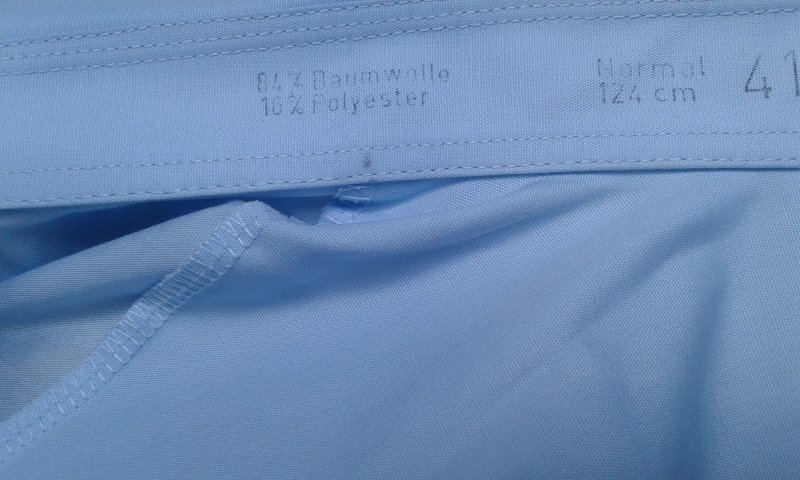 84% Baumwolle
16% Polyester
Normal
124 cm
41